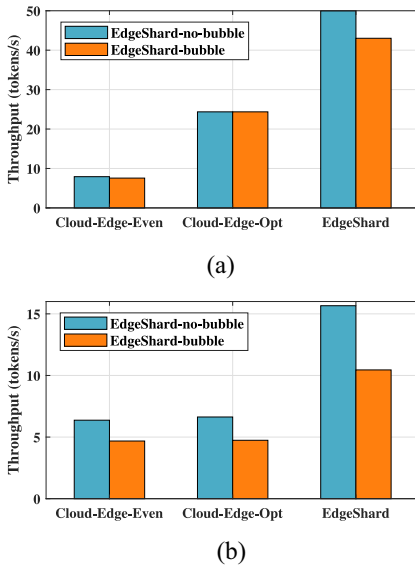 50
40
30
20
10
0
Throughput (tokens/s)
EdgeShard-no-bubble
EdgeShard-bubble
Cloud-Edge-Even Cloud-Edge-Opt EdgeShard
(a)
15
10
5
0
Throughput (tokens/s)
EdgeShard-no-bubble
EdgeShard-bubble
Cloud-Edge-Even Cloud-Edge-Opt EdgeShard
(b)